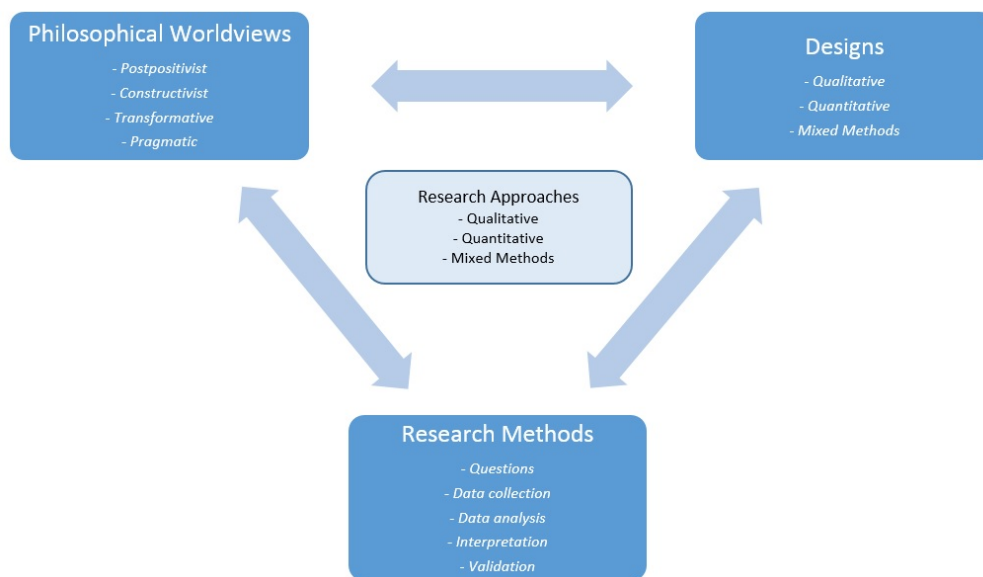 Philosophical Worldviews
- Postpositivist
- Constructivist
- Transformative
- Pragmatic
Designs
- Qualitative
- Quantitative
- Mixed Methods
Research Approaches
- Qualitative
- Quantitative
- Mixed Methods
Research Methods
- Questions
- Data collection
- Data analysis
- Interpretation
- Validation